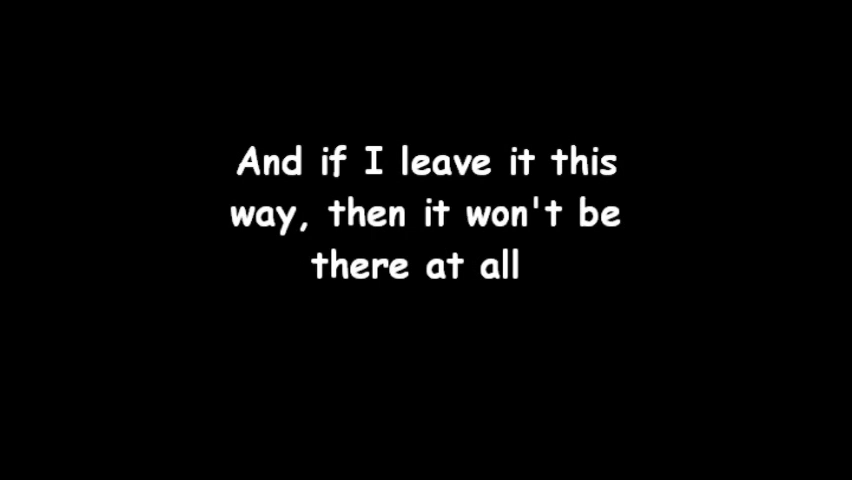 And if I leave it this
way, then it won't be
there at all